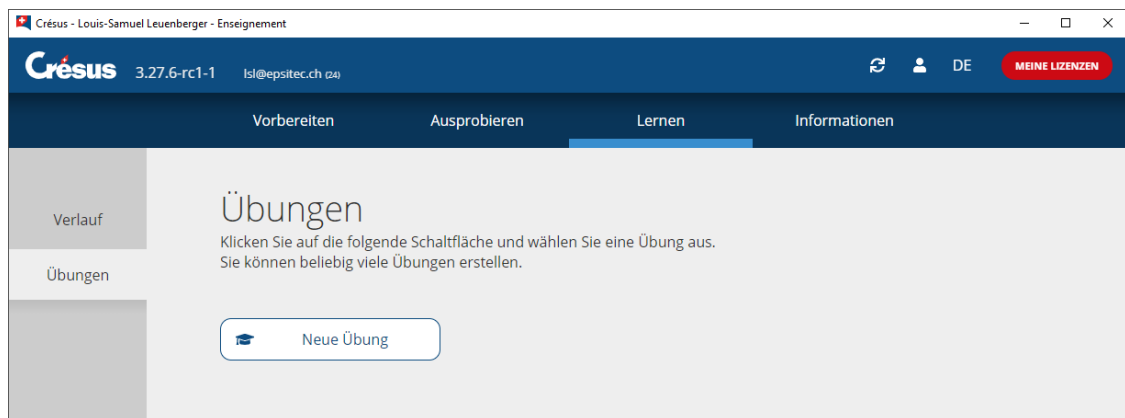 Crésus - Louis-Samuel Leuenberger - Enseignement
Crésus 3.27.6-rc1-1 lsl@epsitec.ch (24) DE MEINE LIZENZEN
Vorbereiten Ausprobieren Lernen Informationen
Verlauf
Übungen
Übungen
Klicken Sie auf die folgende Schaltfläche und wählen Sie eine Übung aus.
Sie können beliebig viele Übungen erstellen.
Neue Übung